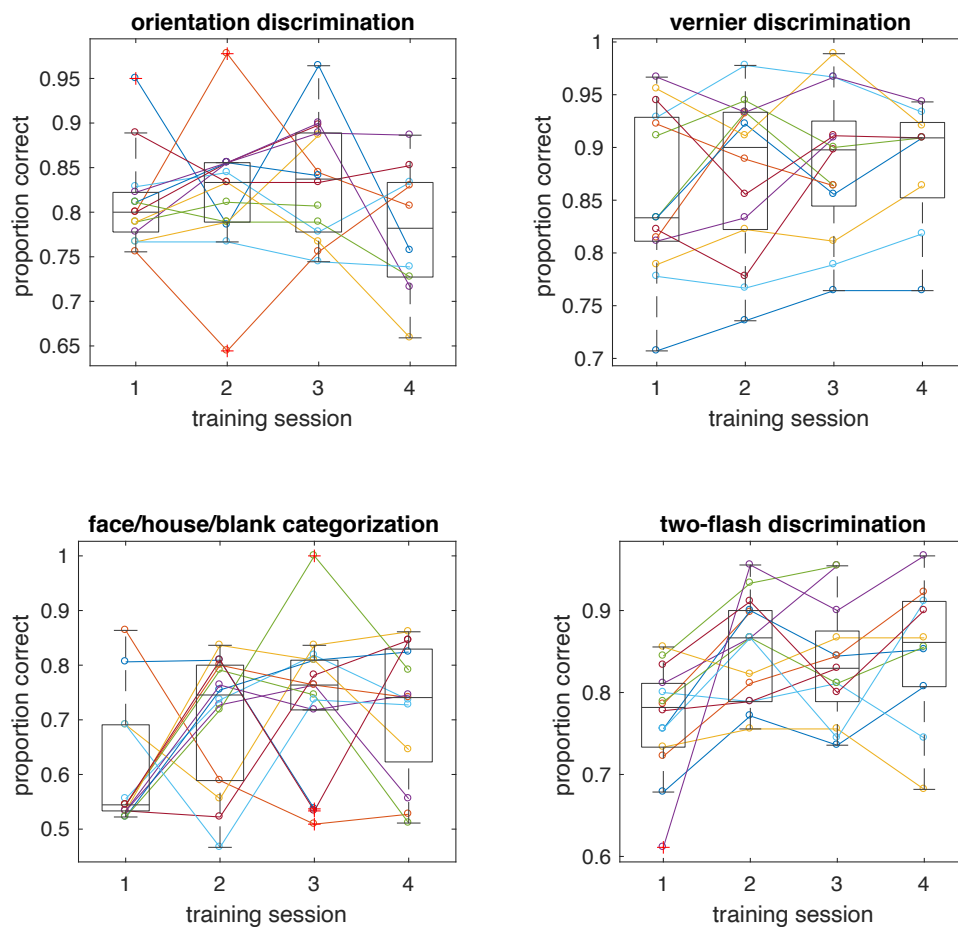 orientation discrimination
proportion correct
0.95
0.9
0.85
0.8
0.75
0.7
0.65
1 2 3 4
training session
vernier discrimination
proportion correct
1
0.95
0.9
0.85
0.8
0.75
0.7
1 2 3 4
training session
face/house/blank categorization
proportion correct
1
0.9
0.8
0.7
0.6
0.5
1 2 3 4
training session
two-flash discrimination
proportion correct
0.9
0.8
0.7
0.6
1 2 3 4
training session